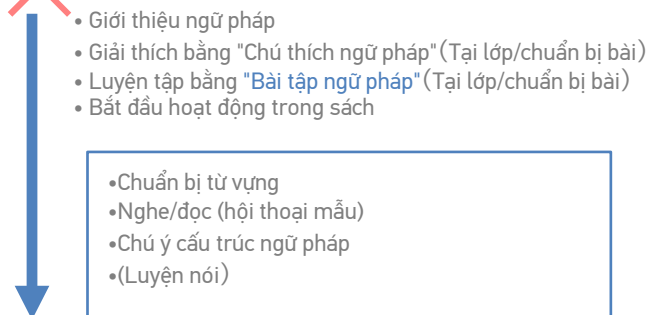 • Giới thiệu ngữ pháp
• Giải thích bằng "Chú thích ngữ pháp"(Tại lớp/chuẩn bị bài)
• Luyện tập bằng "Bài tập ngữ pháp"(Tại lớp/chuẩn bị bài)
• Bắt đầu hoạt động trong sách
•Chuẩn bị từ vựng
•Nghe/đọc (hội thoại mẫu)
•Chú ý cấu trúc ngữ pháp
•(Luyện nói)